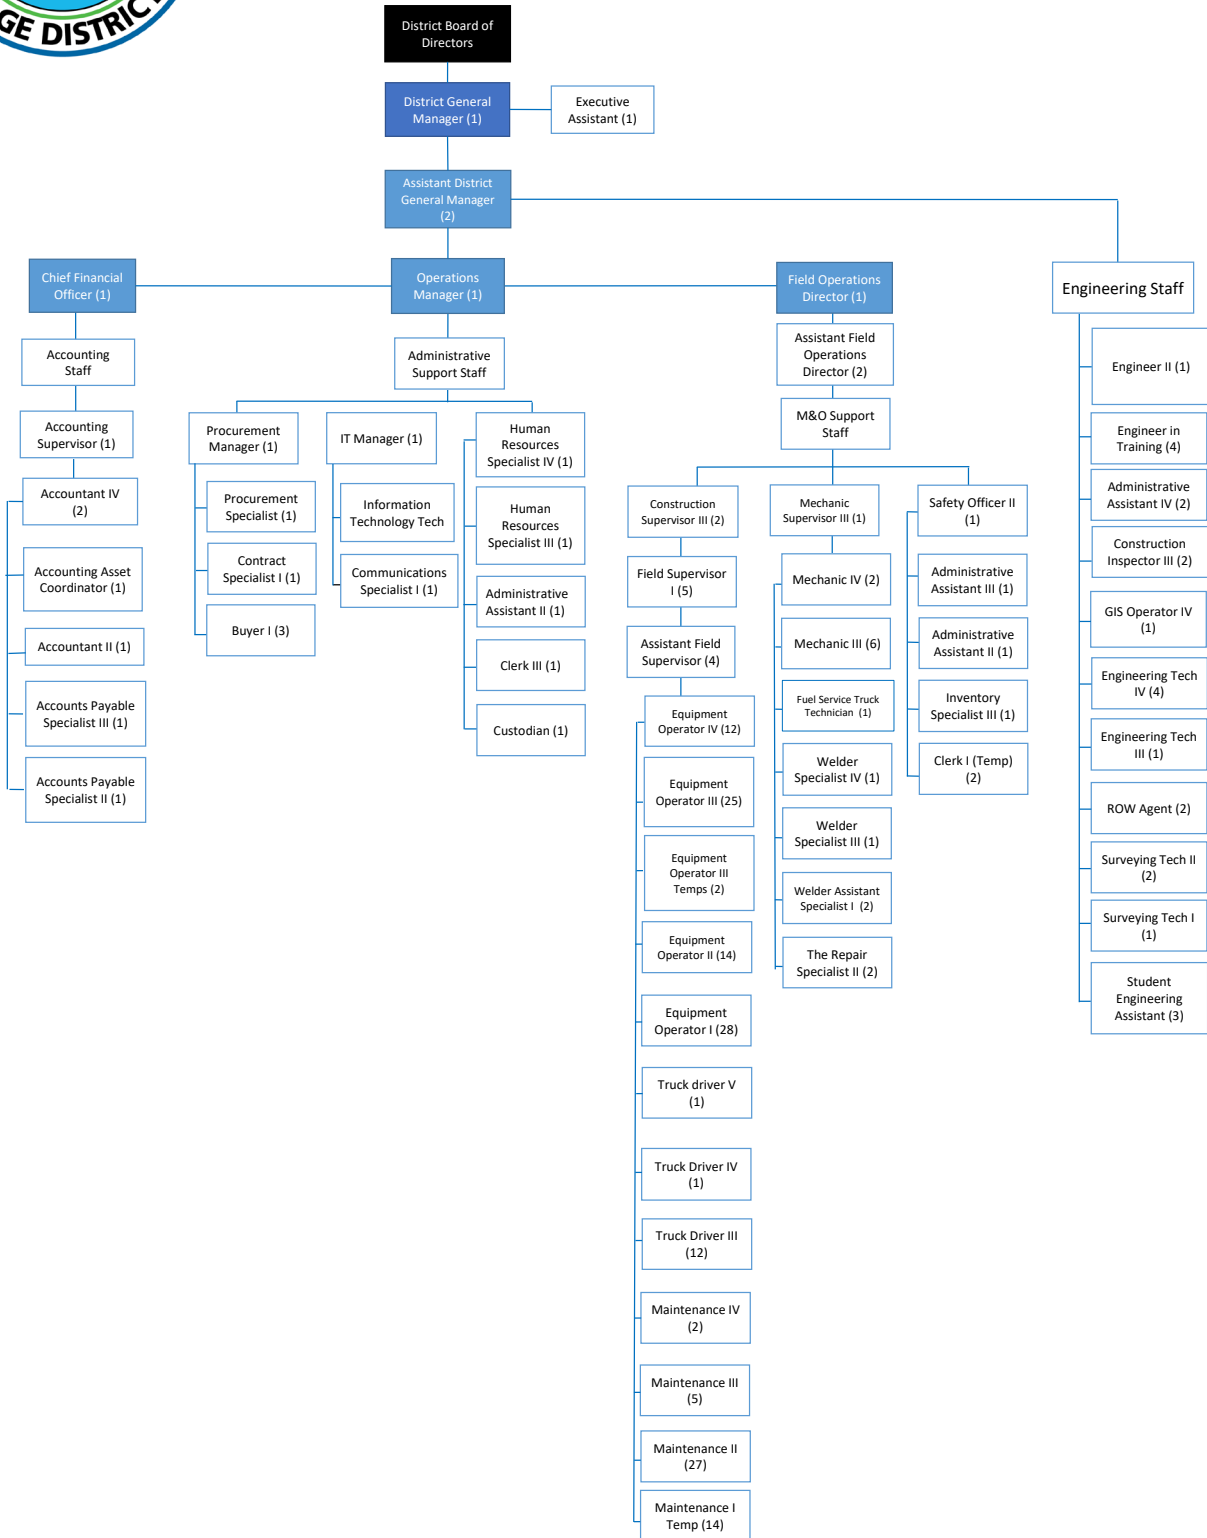 GE DISTRIC
District Board of
Directors
District General
Manager (1)
Executive
Assistant (1)
Assistant District
General Manager
(2)
Chief Financial
Officer (1)
Operations
Manager (1)
Field Operations
Director (1)
Engineering Staff
Accounting
Staff
Accounting
Supervisor (1)
Accountant IV
(2)
Accounting Asset
Coordinator (1)
Accountant II (1)
Accounts Payable
Specialist III (1)
Accounts Payable
Specialist II (1)
Administrative
Support Staff
Procurement
Manager (1)
Procurement
Specialist (1)
Contract
Specialist I (1)
Buyer I (3)
IT Manager (1)
Information
Technology Tech
Communications
Specialist I (1)
Human
Resources
Specialist IV (1)
Human
Resources
Specialist III (1)
Administrative
Assistant II (1)
Clerk III (1)
Custodian (1)
Assistant Field
Operations
Director (2)
M&O Support
Staff
Construction
Supervisor III (2)
Field Supervisor
I (5)
Assistant Field
Supervisor (4)
Equipment
Operator IV (12)
Equipment
Operator III (25)
Equipment
Operator III
Temps (2)
Equipment
Operator II (14)
Equipment
Operator I (28)
Truck driver V
(1)
Truck Driver IV
(1)
Truck Driver III
(12)
Maintenance IV
(2)
Maintenance III
(5)
Maintenance II
(27)
Maintenance I
Temp (14)
Mechanic
Supervisor III (1)
Mechanic IV (2)
Mechanic III (6)
Fuel Service Truck
Technician (1)
Welder
Specialist IV (1)
Welder
Specialist III (1)
Welder Assistant
Specialist I (2)
The Repair
Specialist II (2)
Safety Officer II
(1)
Administrative
Assistant III (1)
Administrative
Assistant II (1)
Inventory
Specialist III (1)
Clerk I (Temp)
(2)
Engineer II (1)
Engineer in
Training (4)
Administrative
Assistant IV (2)
Construction
Inspector III (2)
GIS Operator IV
(1)
Engineering Tech
IV (4)
Engineering Tech
III (1)
ROW Agent (2)
Surveying Tech II
(2)
Surveying Tech I
(1)
Student
Engineering
Assistant (3)